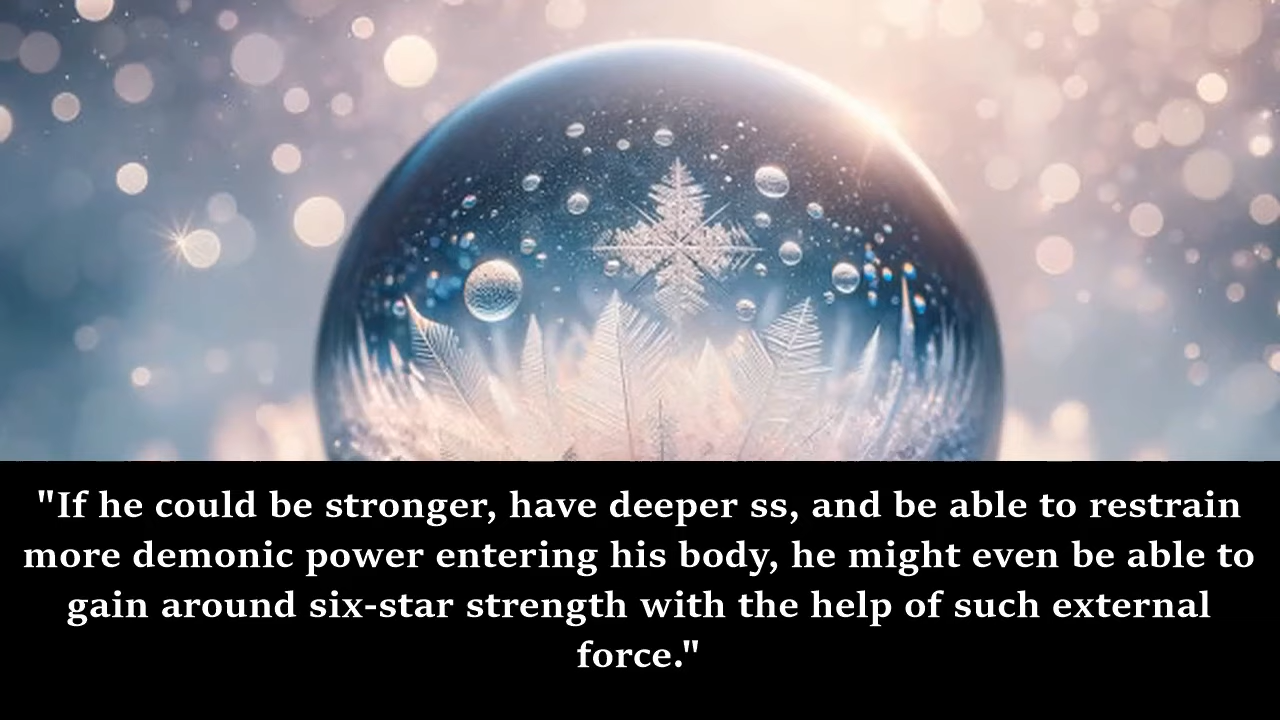 "If he could be stronger, have deeper ss, and be able to restrain
more demonic power entering his body, he might even be able to
gain around six-star strength with the help of such external
force."